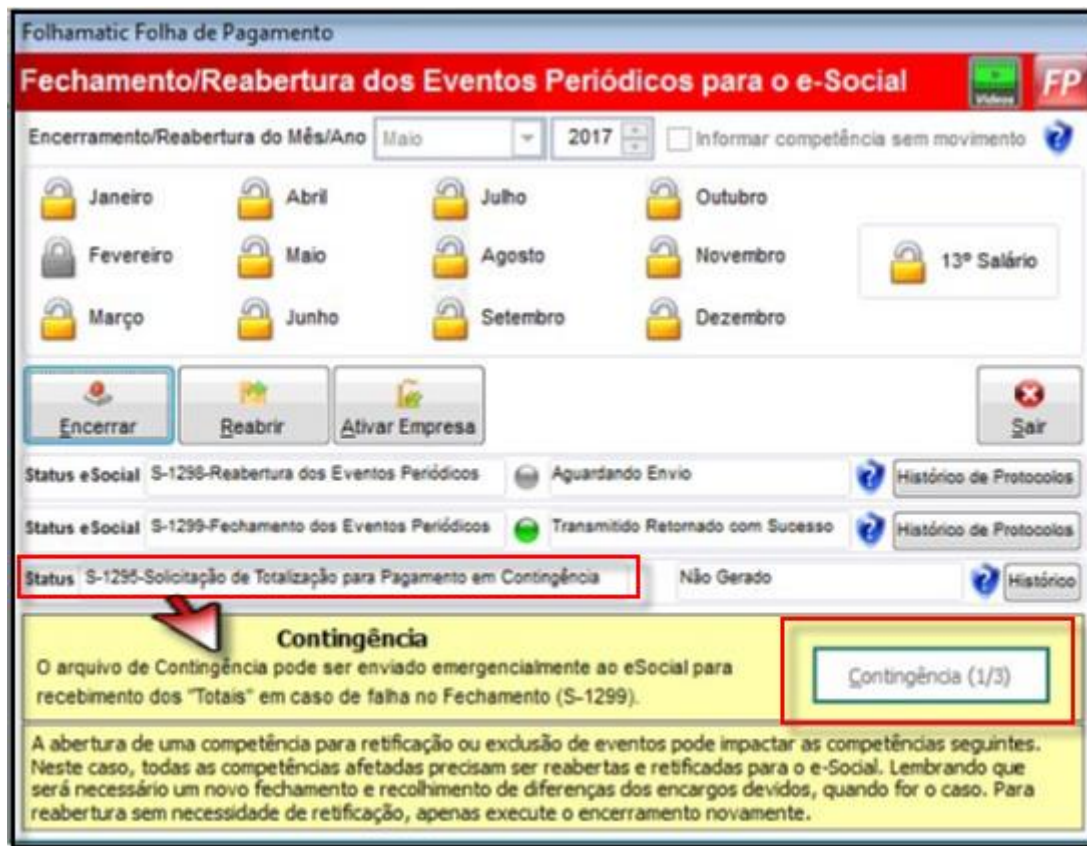 Folhamatic Folha de Pagamento
Fechamento/Reabertura dos Eventos Periódicos para o e-Social
Vídeos
FP
Encerramento/Reabertura do Mês/Ano Maio 2017 Informar competência sem movimento
Janeiro Abril Julho Outubro
Fevereiro Maio Agosto Novembro 13º Salário
Março Junho Setembro Dezembro
Encerrar Reabrir Ativar Empresa Sair
Status eSocial S-1298-Reabertura dos Eventos Periódicos Aguardando Envio Histórico de Protocolos
Status eSocial S-1299-Fechamento dos Eventos Periódicos Transmitido Retornado com Sucesso Histórico de Protocolos
Status S-1295-Solicitação de Totalização para Pagamento em Contingência Não Gerado Histórico
Contingência
O arquivo de Contingência pode ser enviado emergencialmente ao eSocial para
recebimento dos "Totais" em caso de falha no Fechamento (S-1299).
Contingência (1/3)
A abertura de uma competência para retificação ou exclusão de eventos pode impactar as competências seguintes.
Neste caso, todas as competências afetadas precisam ser reabertas e retificadas para o e-Social. Lembrando que
será necessário um novo fechamento e recolhimento de diferenças dos encargos devidos, quando for o caso. Para
reabertura sem necessidade de retificação, apenas execute o encerramento novamente.